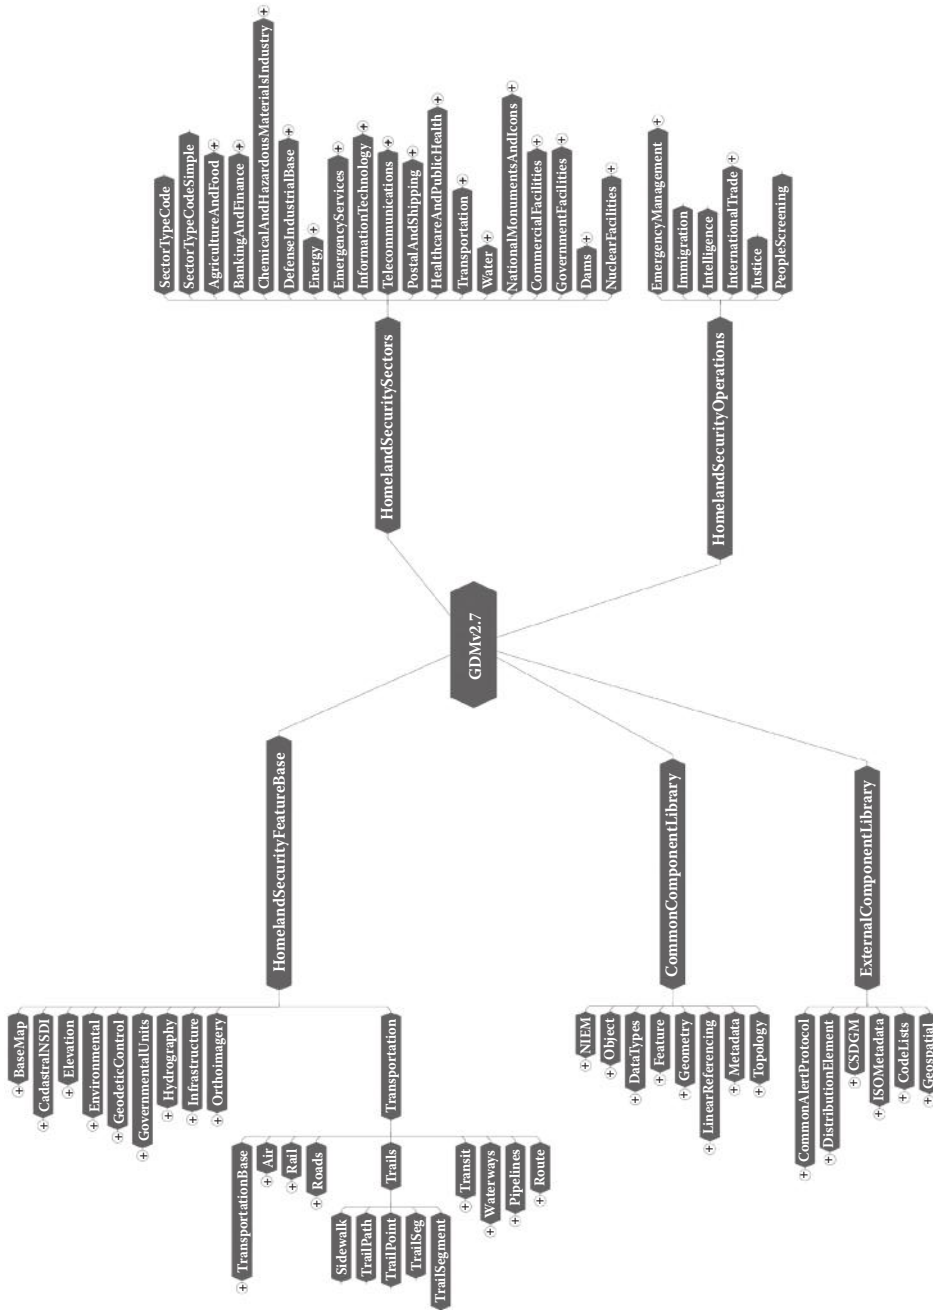 GDMv2.7
HomelandSecurityFeatureBase
+ BaseMap
+ CadastralNSDI
+ Elevation
+ Environmental
+ GeodeticControl
+ GovernmentalUnits
+ Hydrography
+ Infrastructure
+ Orthoimagery
Transportation
+ TransportationBase
+ Air
+ Rail
+ Roads
Trails
Sidewalk
TrailPath
TrailPoint
TrailSeg
TrailSegment
+ Transit
+ Waterways
+ Pipelines
+ Route
CommonComponentLibrary
+ NIEM
+ Object
+ DataTypes
+ Feature
+ Geometry
+ LinearReferencing
+ Metadata
+ Topology
ExternalComponentLibrary
+ CommonAlertProtocol
+ DistributionElement
+ CSDGM
+ ISOMetadata
+ CodeLists
+ Geospatial
HomelandSecuritySectors
SectorTypeCode
SectorTypeCodeSimple
AgricultureAndFood +
BankingAndFinance +
ChemicalAndHazardousMaterialsIndustry +
DefenseIndustrialBase +
Energy +
EmergencyServices +
InformationTechnology +
Telecommunications +
PostalAndShipping +
HealthcareAndPublicHealth +
Transportation +
Water +
NationalMonumentsAndIcons +
CommercialFacilities +
GovernmentFacilities +
Dams +
NuclearFacilities +
HomelandSecurityOperations
EmergencyManagement +
Immigration
Intelligence
InternationalTrade +
Justice
PeopleScreening